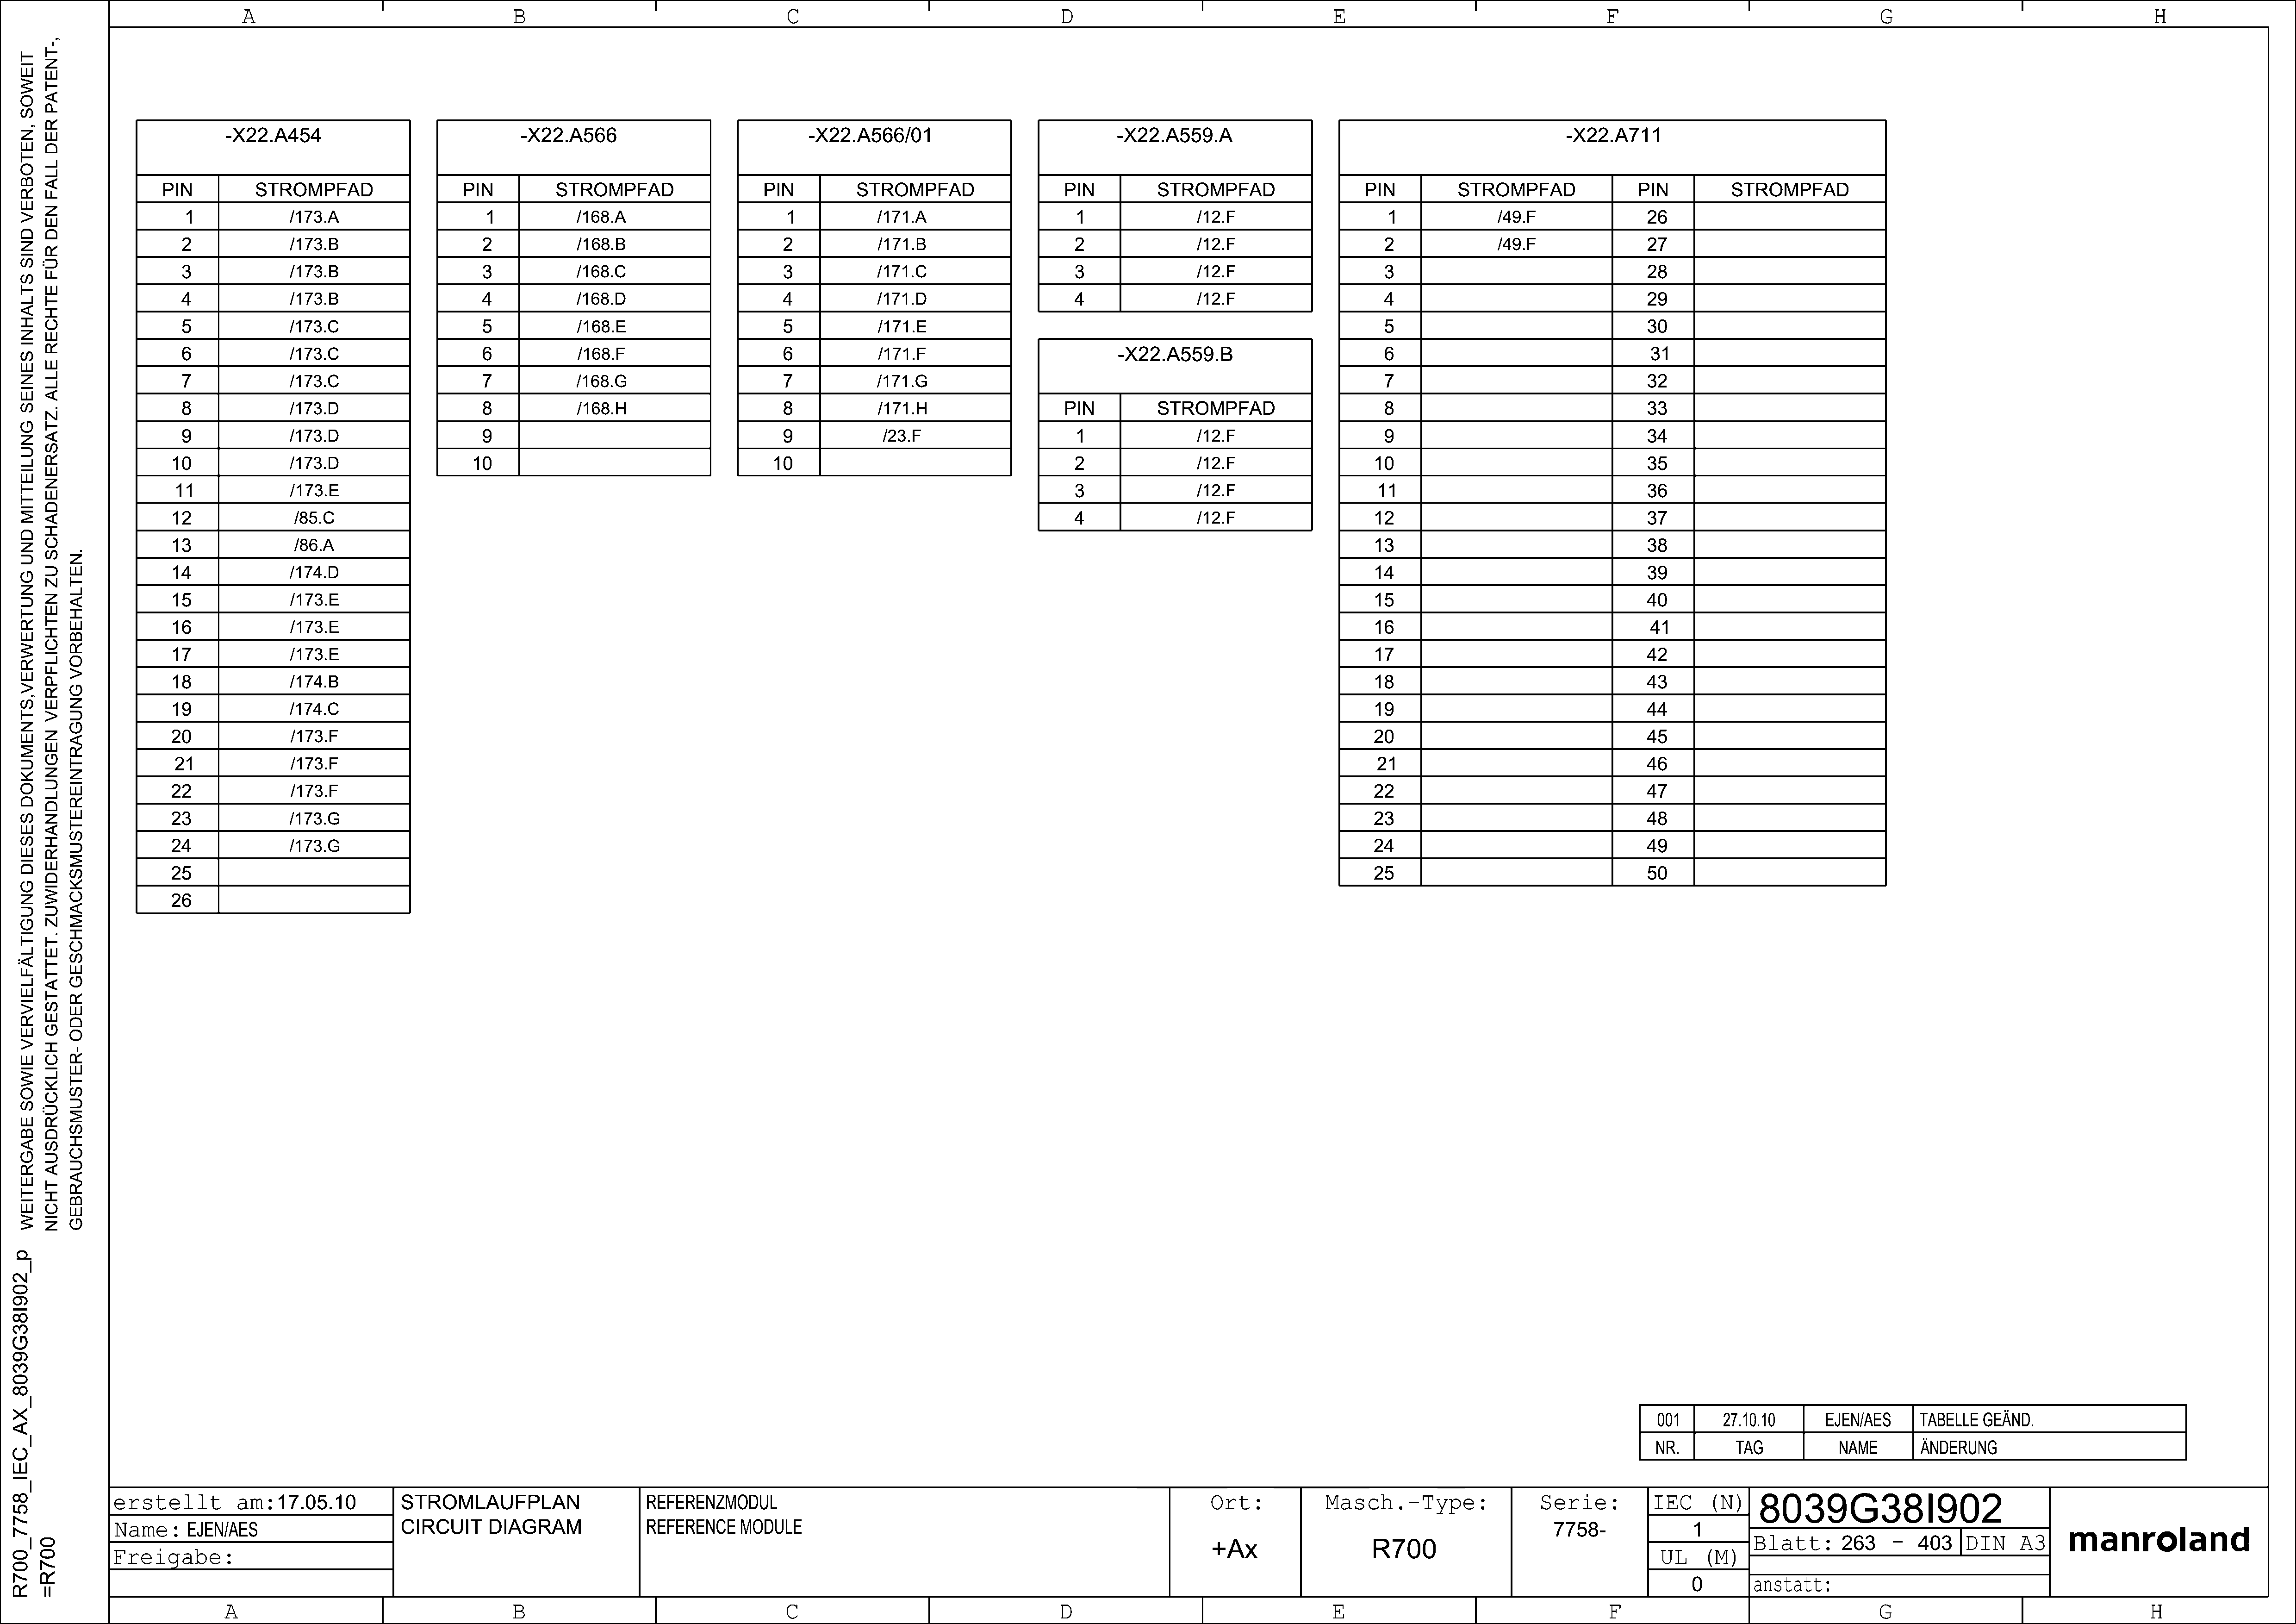 A B C D E F G H
-X22.A454
PIN STROMPFAD
1 /173.A
2 /173.B
3 /173.B
4 /173.B
5 /173.C
6 /173.C
7 /173.C
8 /173.D
9 /173.D
10 /173.D
11 /173.E
12 /85.C
13 /86.A
14 /174.D
15 /173.E
16 /173.E
17 /173.E
18 /174.B
19 /174.C
20 /173.F
21 /173.F
22 /173.F
23 /173.G
24 /173.G
25
26
-X22.A566
PIN STROMPFAD
1 /168.A
2 /168.B
3 /168.C
4 /168.D
5 /168.E
6 /168.F
7 /168.G
8 /168.H
9
10
-X22.A566/01
PIN STROMPFAD
1 /171.A
2 /171.B
3 /171.C
4 /171.D
5 /171.E
6 /171.F
7 /171.G
8 /171.H
9 /23.F
10
-X22.A559.A
PIN STROMPFAD
1 /12.F
2 /12.F
3 /12.F
4 /12.F
-X22.A559.B
PIN STROMPFAD
1 /12.F
2 /12.F
3 /12.F
4 /12.F
-X22.A711
PIN STROMPFAD PIN STROMPFAD
1 /49.F 26
2 /49.F 27
3 28
4 29
5 30
6 31
7 32
8 33
9 34
10 35
11 36
12 37
13 38
14 39
15 40
16 41
17 42
18 43
19 44
20 45
21 46
22 47
23 48
24 49
25 50
WEITERGABE SOWIE VERVIELFÄLTIGUNG DIESES DOKUMENTS,VERWERTUNG UND MITTEILUNG SEINES INHALTS SIND VERBOTEN, SOWEIT
NICHT AUSDRÜCKLICH GESTATTET. ZUWIDERHANDLUNGEN VERPFLICHTEN ZU SCHADENERSATZ. ALLE RECHTE FÜR DEN FALL DER PATENT-,
GEBRAUCHSMUSTER- ODER GESCHMACKSMUSTEREINTRAGUNG VORBEHALTEN.
R700_7758_IEC_AX_8039G38I902_p
=R700
001 27.10.10 EJEN/AES TABELLE GEÄND.
NR. TAG NAME ÄNDERUNG
erstellt am:17.05.10
Name: EJEN/AES
Freigabe:
STROMLAUFPLAN
CIRCUIT DIAGRAM
REFERENZMODUL
REFERENCE MODULE
Ort:
+Ax
Masch.-Type:
R700
Serie:
7758-
IEC (N)
1
UL (M)
0
8039G38I902
Blatt: 263 - 403 DIN A3
anstatt:
manroland
A B C D E F G H